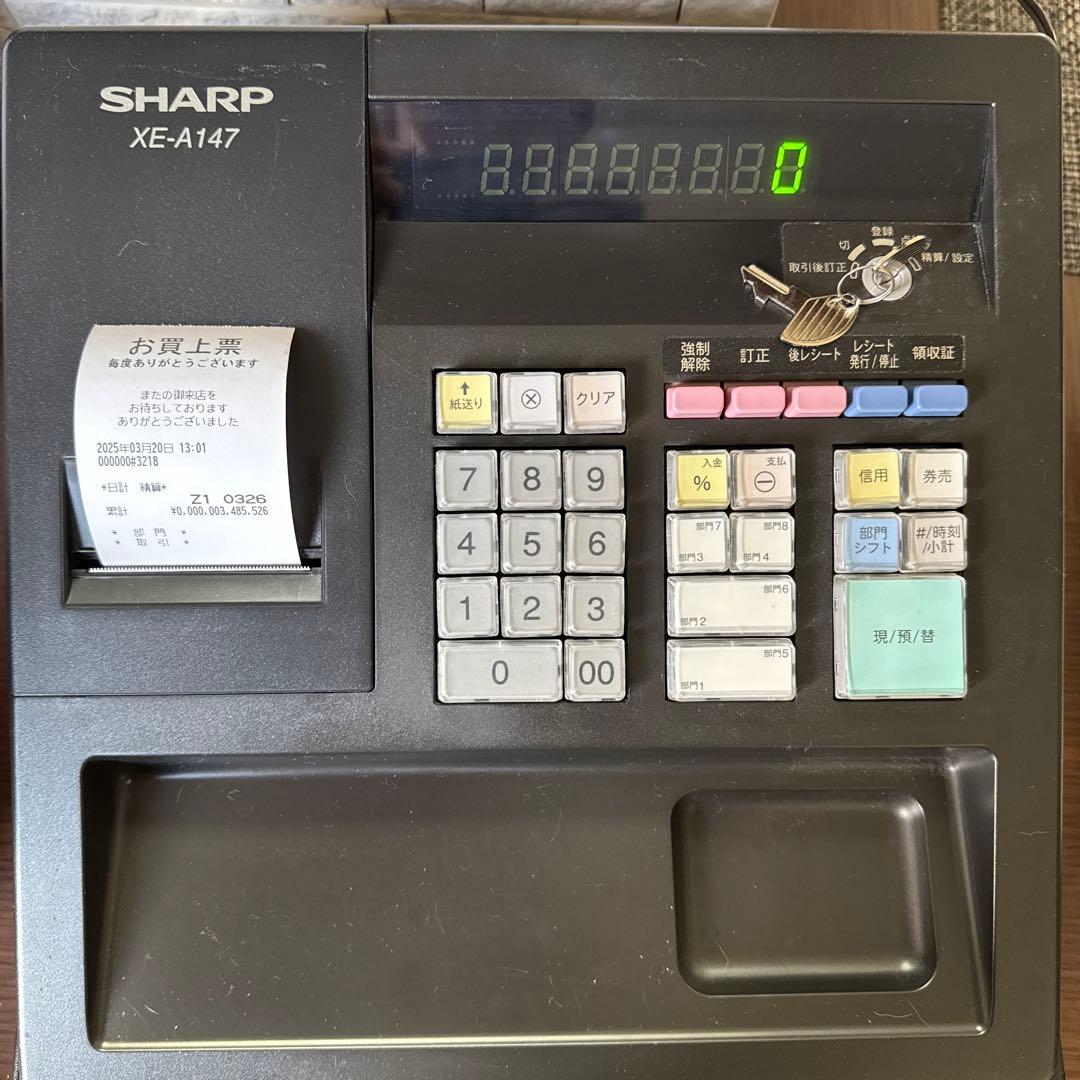 SHARP
XE-A147
0
切
登録
取引後訂正
精算/設定
お買上票
毎度ありがとうございます
またの御来店を
お待ちしております
ありがとうございました
2025年03月20日 13:01
000000#3218
*日計 精算*
Z1 0326
累計 ¥0,000,003,485,526
* 部 門 *
* 取 引 *
強制
解除
訂正
後レシート
レシート
発行/停止
領収証
↑
紙送り
⊗
クリア
7
8
9
4
5
6
1
2
3
0
00
入金
%
支払
⊖
部門7
部門3
部門8
部門4
部門6
部門2
部門5
部門1
信用
券売
部門
シフト
#/時刻
/小計
現/預/替